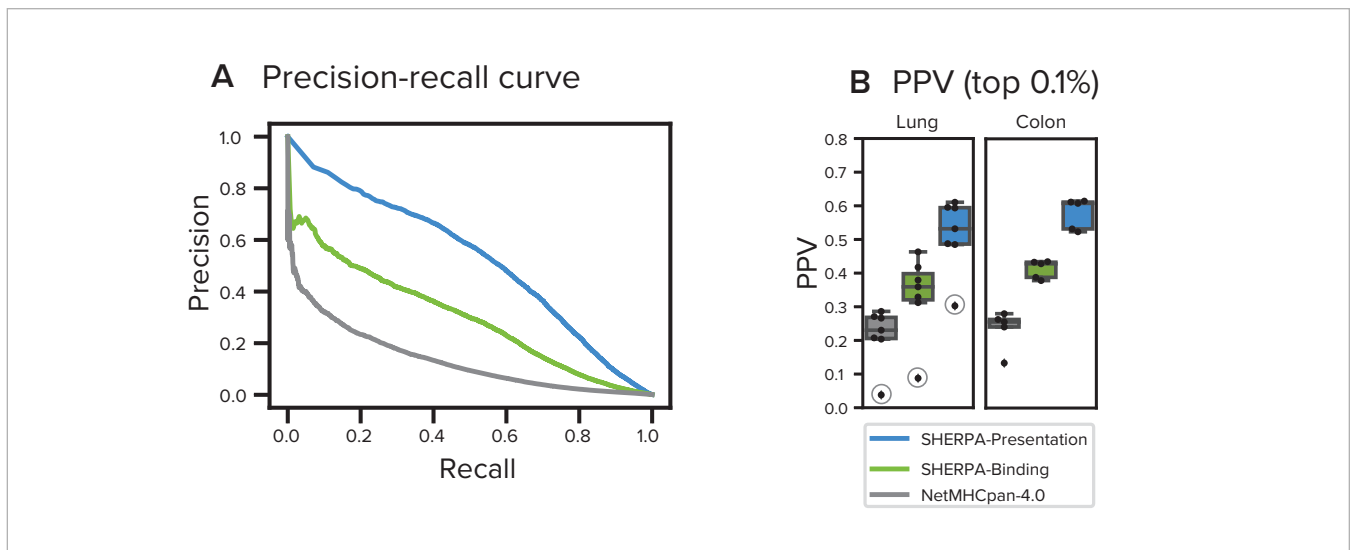 A Precision-recall curve
Precision
1.0
0.8
0.6
0.4
0.2
0.0
0.0 0.2 0.4 0.6 0.8 1.0
Recall
B PPV (top 0.1%)
Lung Colon
PPV
0.8
0.7
0.6
0.5
0.4
0.3
0.2
0.1
0.0
SHERPA-Presentation
SHERPA-Binding
NetMHCpan-4.0